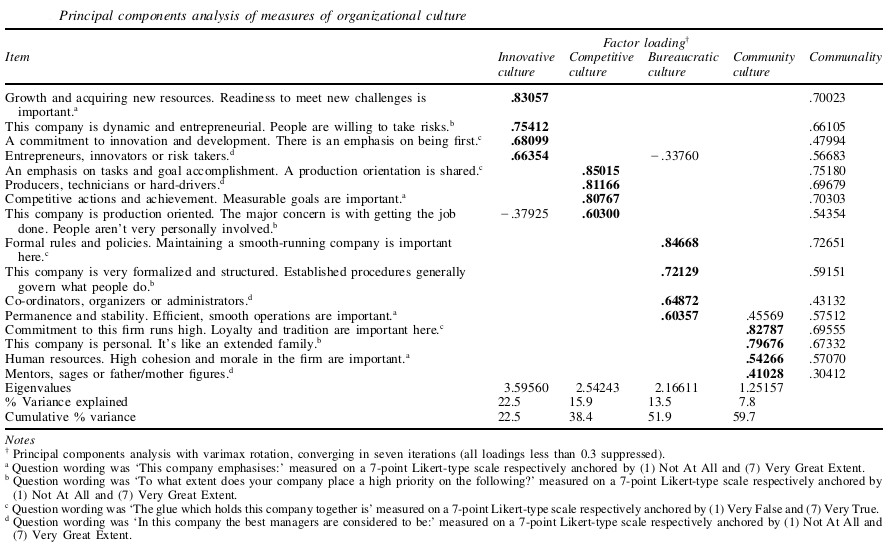 Principal components analysis of measures of organizational culture
Factor loading†
Item Innovative culture Competitive culture Bureaucratic culture Community culture Communality
Growth and acquiring new resources. Readiness to meet new challenges is
important.a .83057 .70023
This company is dynamic and entrepreneurial. People are willing to take risks.b .75412 .66105
A commitment to innovation and development. There is an emphasis on being first.c .68099 .47994
Entrepreneurs, innovators or risk takers.d .66354 −.33760 .56683
An emphasis on tasks and goal accomplishment. A production orientation is shared.c .85015 .75180
Producers, technicians or hard-drivers.d .81166 .69679
Competitive actions and achievement. Measurable goals are important.a .80767 .70303
This company is production oriented. The major concern is with getting the job −.37925 .60300 .54354
done. People aren't very personally involved.b
Formal rules and policies. Maintaining a smooth-running company is important .84668 .72651
here.c
This company is very formalized and structured. Established procedures generally .72129 .59151
govern what people do.b
Co-ordinators, organizers or administrators.d .64872 .43132
Permanence and stability. Efficient, smooth operations are important.a .60357 .45569 .57512
Commitment to this firm runs high. Loyalty and tradition are important here.c .82787 .69555
This company is personal. It's like an extended family.b .79676 .67332
Human resources. High cohesion and morale in the firm are important.a .54266 .57070
Mentors, sages or father/mother figures.d .41028 .30412
Eigenvalues 3.59560 2.54243 2.16611 1.25157
% Variance explained 22.5 15.9 13.5 7.8
Cumulative % variance 22.5 38.4 51.9 59.7
Notes
† Principal components analysis with varimax rotation, converging in seven iterations (all loadings less than 0.3 suppressed).
a Question wording was 'This company emphasises:' measured on a 7-point Likert-type scale respectively anchored by (1) Not At All and (7) Very Great Extent.
b Question wording was 'To what extent does your company place a high priority on the following?' measured on a 7-point Likert-type scale respectively anchored by
(1) Not At All and (7) Very Great Extent.
c Question wording was 'The glue which holds this company together is' measured on a 7-point Likert-type scale respectively anchored by (1) Very False and (7) Very True.
d Question wording was 'In this company the best managers are considered to be:' measured on a 7-point Likert-type scale respectively anchored by (1) Not At All and
(7) Very Great Extent.